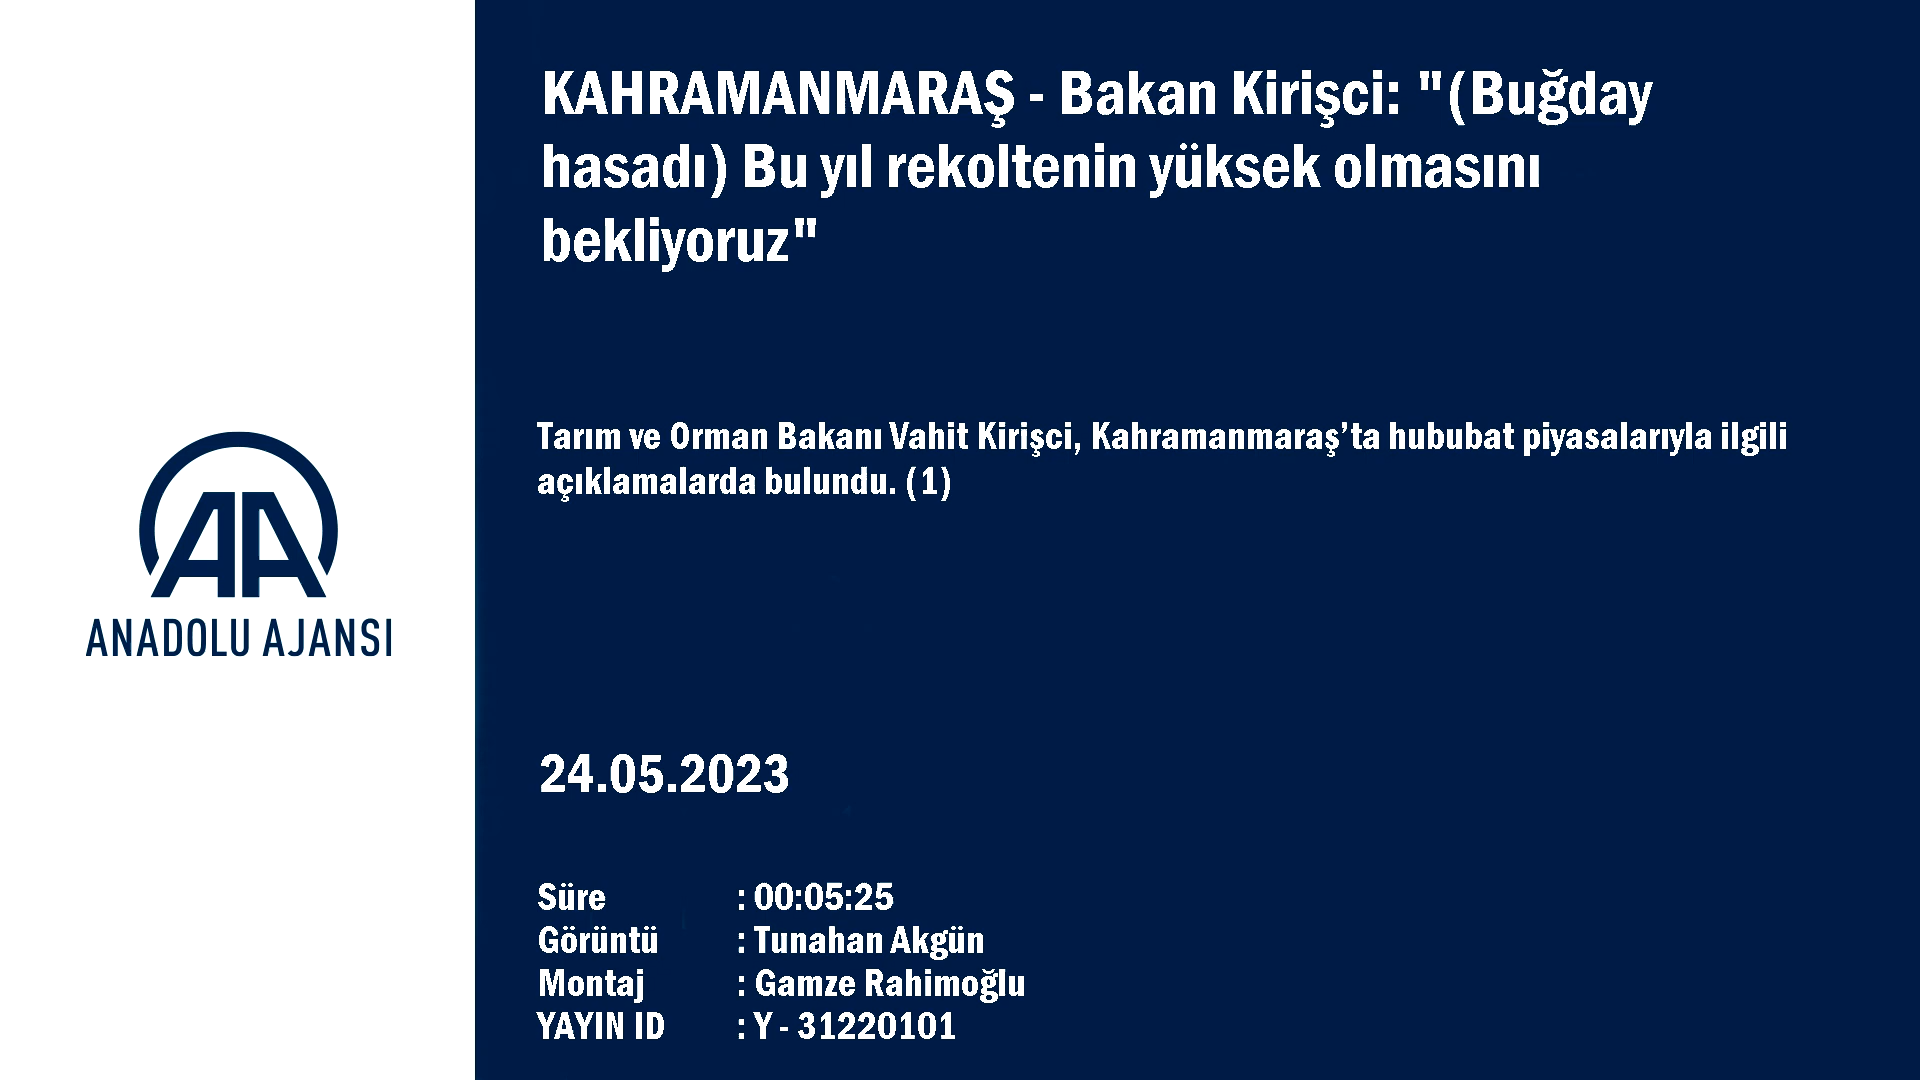 KAHRAMANMARAŞ - Bakan Kirişci: "(Buğday
hasadı) Bu yıl rekoltenin yüksek olmasını
bekliyoruz"
Tarım ve Orman Bakanı Vahit Kirişci, Kahramanmaraş’ta hububat piyasalarıyla ilgili
açıklamalarda bulundu. (1)
AA
ANADOLU AJANSI
24.05.2023
Süre : 00:05:25
Görüntü : Tunahan Akgün
Montaj : Gamze Rahimoğlu
YAYIN ID : Y - 31220101